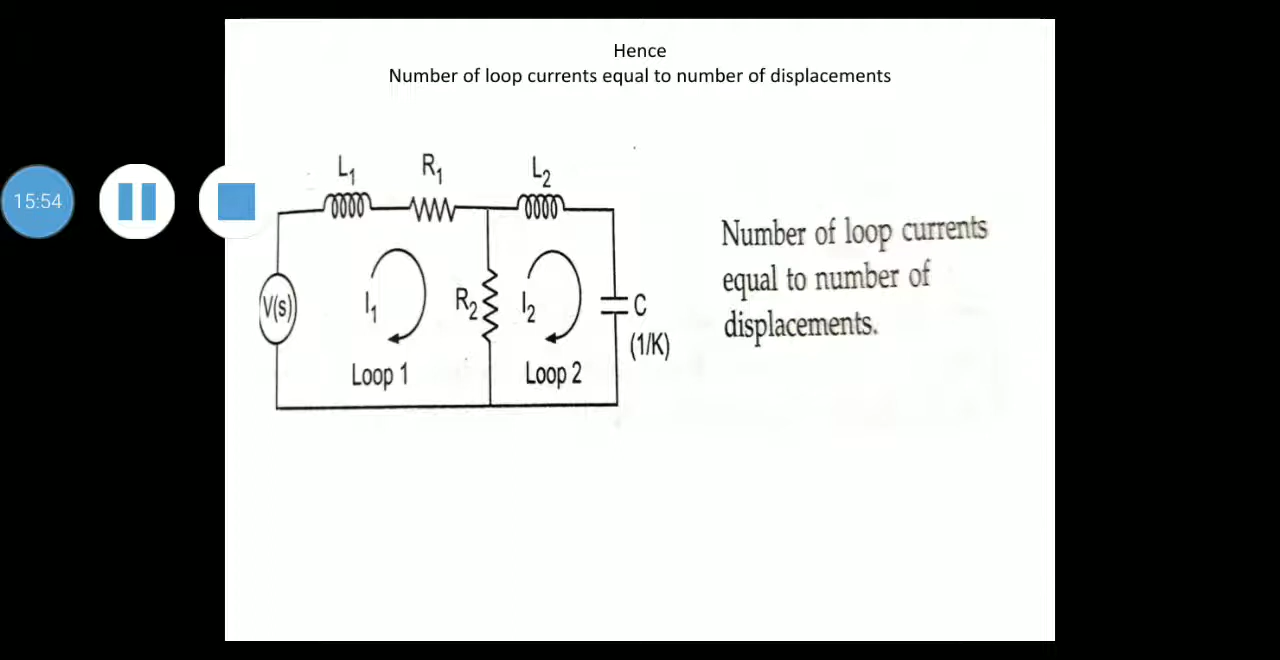 Hence
Number of loop currents equal to number of displacements
15:54
L1
R1
L2
V(s)
I1
R2
I2
C
(1/K)
Loop 1
Loop 2
Number of loop currents
equal to number of
displacements.